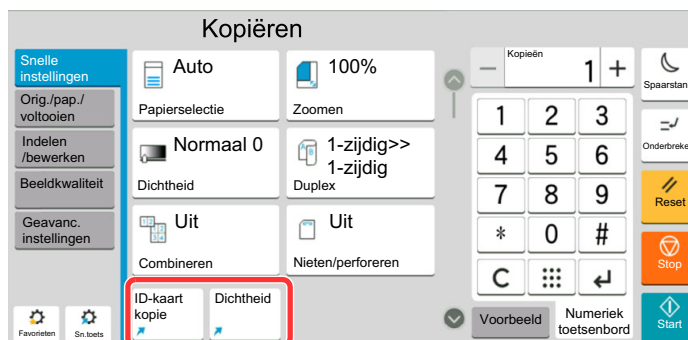 Kopiëren
Snelle
instellingen
Orig./pap./
voltooien
Indelen
/bewerken
Beeldkwaliteit
Geavanc.
instellingen
Favorieten
Sn.toets
Auto
Papierselectie
100%
Zoomen
Normaal 0
Dichtheid
1-zijdig>>
1-zijdig
Duplex
Uit
Combineren
Uit
Nieten/perforeren
ID-kaart
kopie
Dichtheid
Kopieën
− 1 +
1 2 3
4 5 6
7 8 9
* 0 #
C
Voorbeeld
Numeriek
toetsenbord
Spaarstan
Onderbreke
Reset
Stop
Start